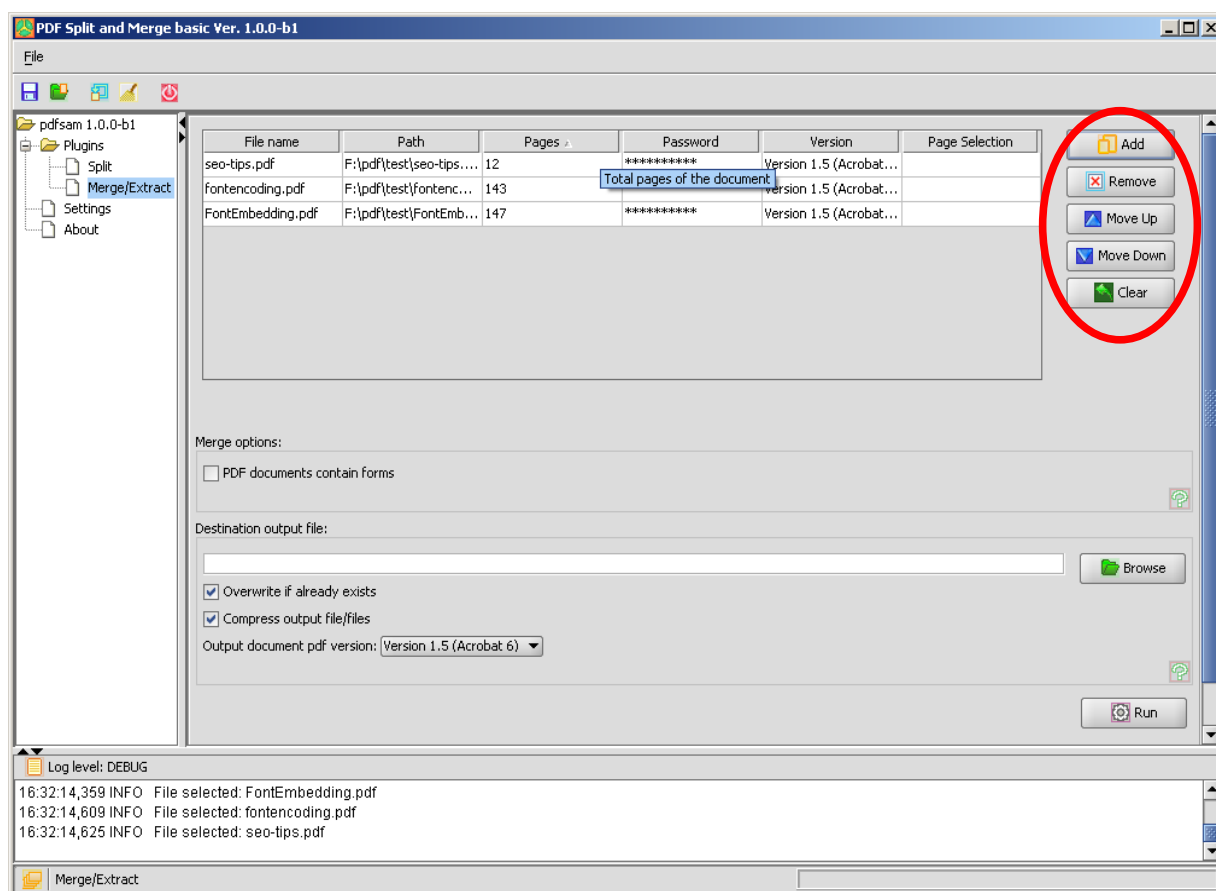 PDF Split and Merge basic Ver. 1.0.0-b1
File
pdfsam 1.0.0-b1
Plugins
Split
Merge/Extract
Settings
About
File name Path Pages Password Version Page Selection
seo-tips.pdf F:\pdf\test\seo-tips.... 12 ********** Version 1.5 (Acrobat...
Total pages of the document
fontencoding.pdf F:\pdf\test\fontenc... 143 Version 1.5 (Acrobat...
FontEmbedding.pdf F:\pdf\test\FontEmb... 147 ********** Version 1.5 (Acrobat...
Add
Remove
Move Up
Move Down
Clear
Merge options:
PDF documents contain forms
Destination output file:
Browse
Overwrite if already exists
Compress output file/files
Output document pdf version: Version 1.5 (Acrobat 6)
Run
Log level: DEBUG
16:32:14,359 INFO File selected: FontEmbedding.pdf
16:32:14,609 INFO File selected: fontencoding.pdf
16:32:14,625 INFO File selected: seo-tips.pdf
Merge/Extract